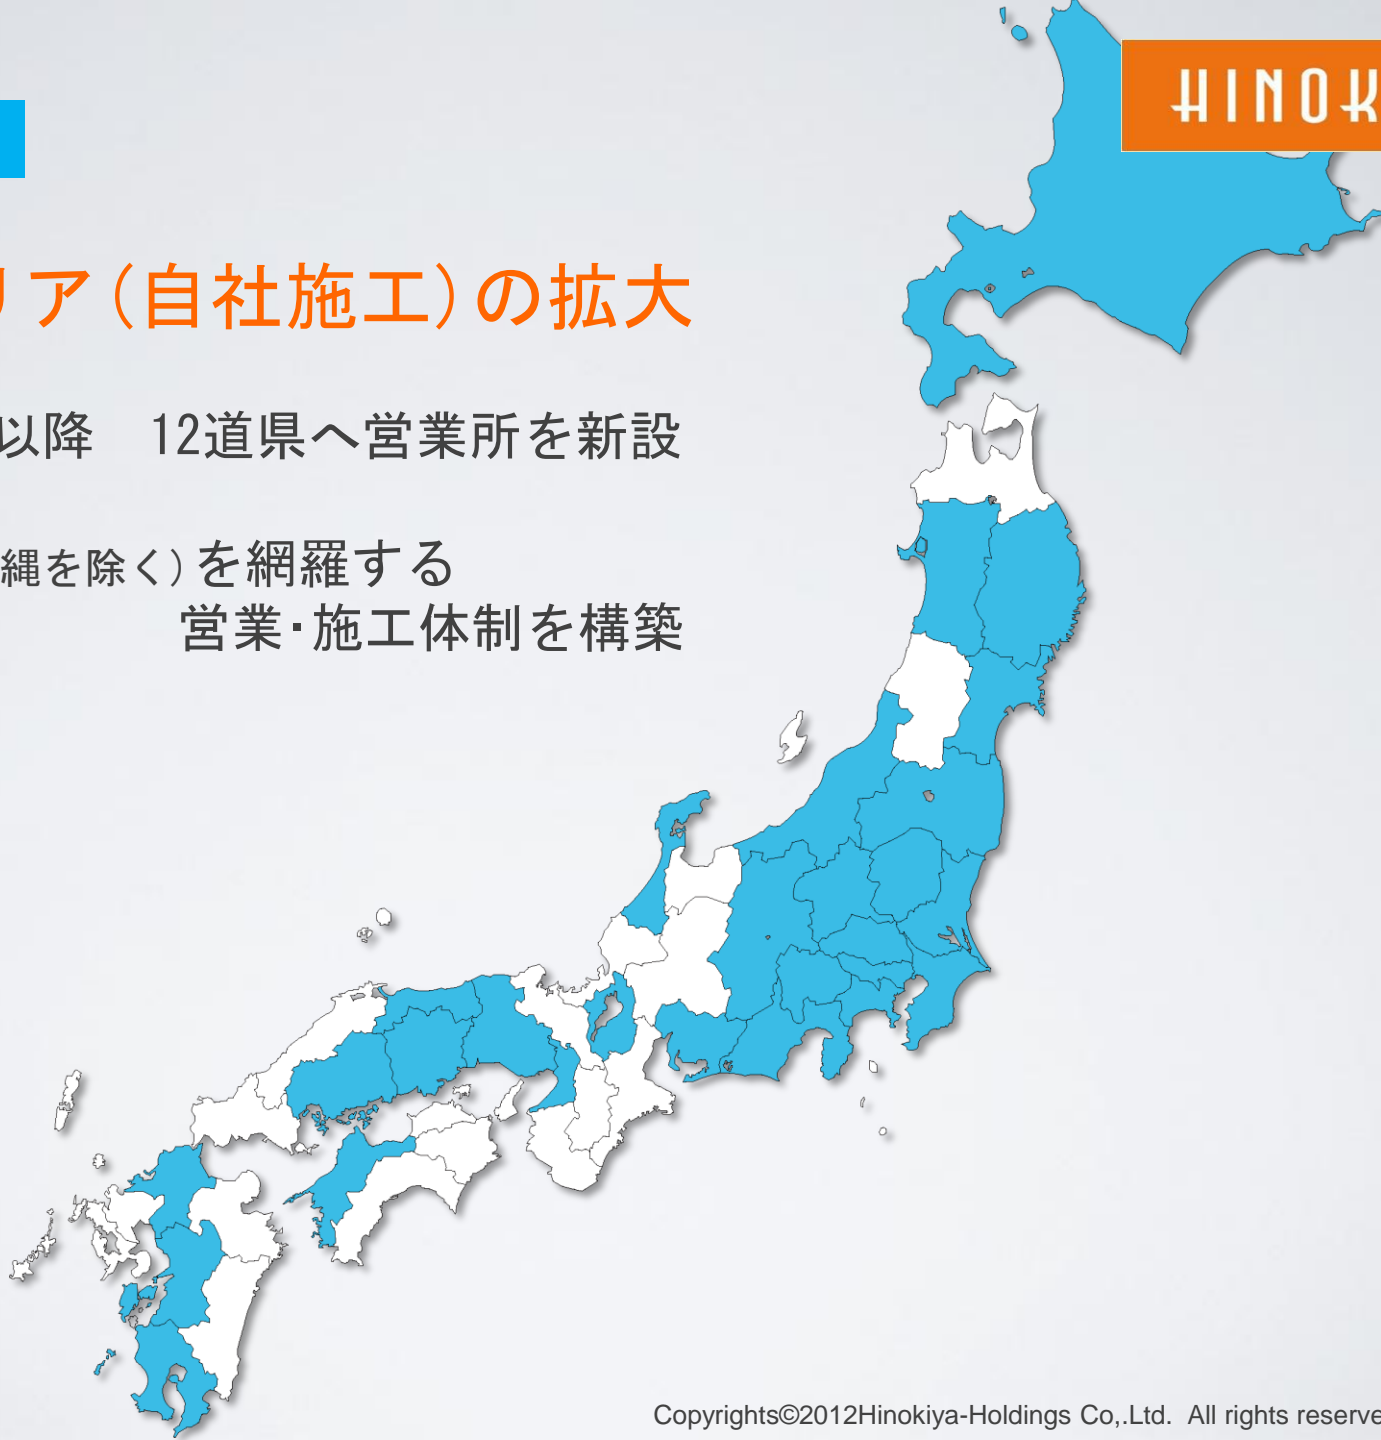 HINOK
リア（自社施工）の拡大
以降　12道県へ営業所を新設
縄を除く）を網羅する
営業・施工体制を構築
Copyrights©2012Hinokiya-Holdings Co,.Ltd.  All rights reserve